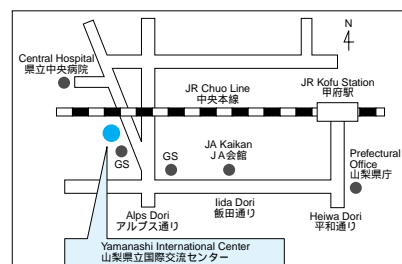 N
Central Hospital
県立中央病院
JR Chuo Line
中央本線
JR Kofu Station
甲府駅
GS
GS
JA Kaikan
JA会館
Prefectural
Office
山梨県庁
Alps Dori
アルプス通り
Iida Dori
飯田通り
Heiwa Dori
平和通り
Yamanashi International Center
山梨県立国際交流センター